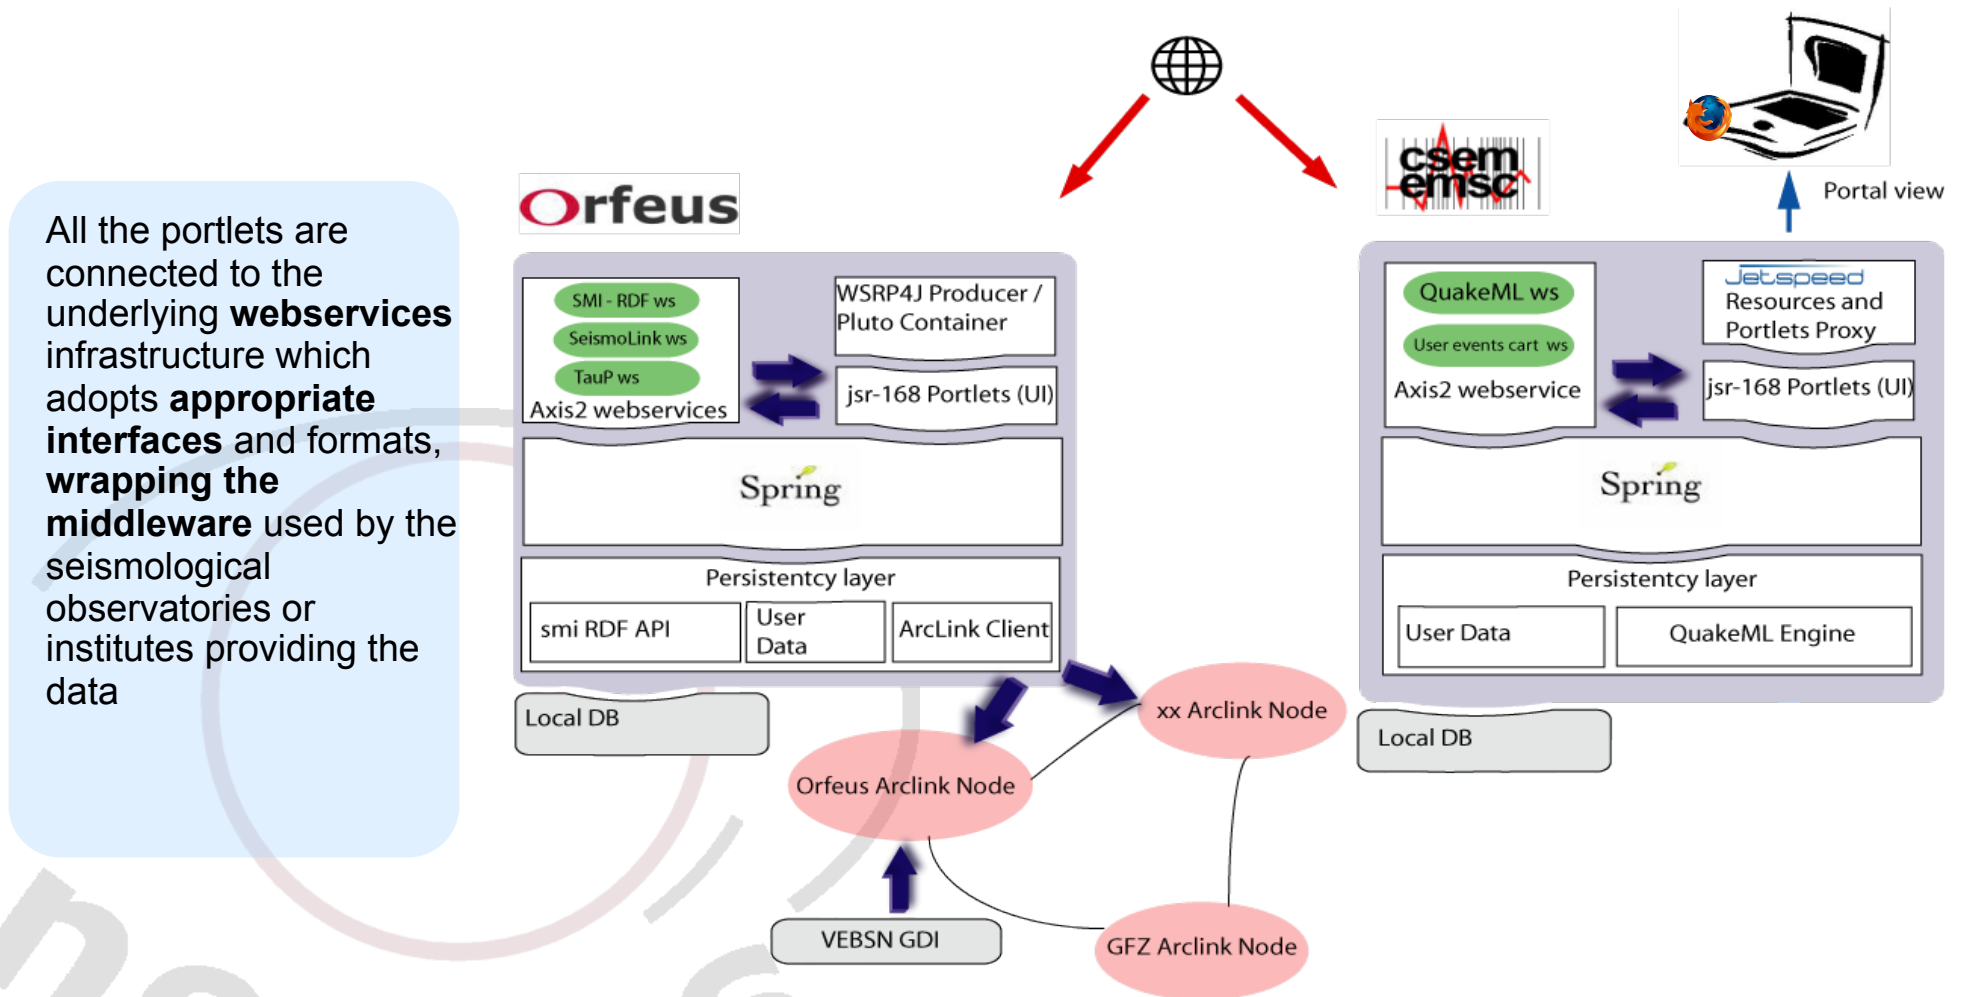 All the portlets are
connected to the
underlying webservices
infrastructure which
adopts appropriate
interfaces and formats,
wrapping the
middleware used by the
seismological
observatories or
institutes providing the
data
Orfeus
SMI - RDF ws
SeismoLink ws
TauP ws
Axis2 webservices
WSRP4J Producer /
Pluto Container
jsr-168 Portlets (UI)
Spring
Persistentcy layer
smi RDF API
User
Data
ArcLink Client
Local DB
Orfeus Arclink Node
xx Arclink Node
VEBSN GDI
GFZ Arclink Node
csem
emsc
Portal view
QuakeML ws
User events cart ws
Axis2 webservice
Jetspeed
Resources and
Portlets Proxy
jsr-168 Portlets (UI)
Spring
Persistentcy layer
User Data
QuakeML Engine
Local DB